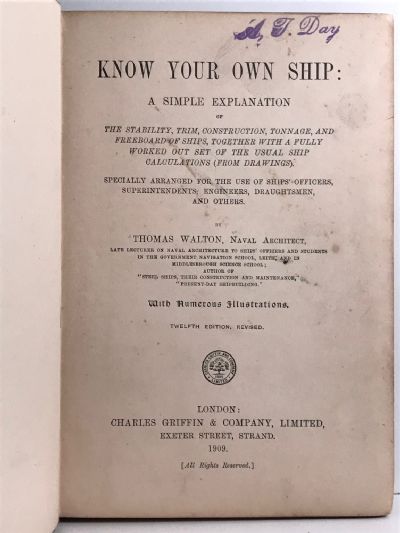 A. T. Day
KNOW YOUR OWN SHIP:
A SIMPLE EXPLANATION
OF
THE STABILITY, TRIM, CONSTRUCTION, TONNAGE, AND
FREEBOARD OF SHIPS, TOGETHER WITH A FULLY
WORKED OUT SET OF THE USUAL SHIP
CALCULATIONS (FROM DRAWINGS).
SPECIALLY ARRANGED FOR THE USE OF SHIPS' OFFICERS,
SUPERINTENDENTS, ENGINEERS, DRAUGHTSMEN,
AND OTHERS.
BY
THOMAS WALTON, NAVAL ARCHITECT,
LATE LECTURER ON NAVAL ARCHITECTURE TO SHIPS' OFFICERS AND STUDENTS
IN THE GOVERNMENT NAVIGATION SCHOOL, LEITH, AND IN
MIDDLESBROUGH SCIENCE SCHOOL;
AUTHOR OF
"STEEL SHIPS, THEIR CONSTRUCTION AND MAINTENANCE,"
"PRESENT-DAY SHIPBUILDING."
With Numerous Illustrations.
TWELFTH EDITION, REVISED.
LONDON:
CHARLES GRIFFIN & COMPANY, LIMITED,
EXETER STREET, STRAND.
1909.
[All Rights Reserved.]